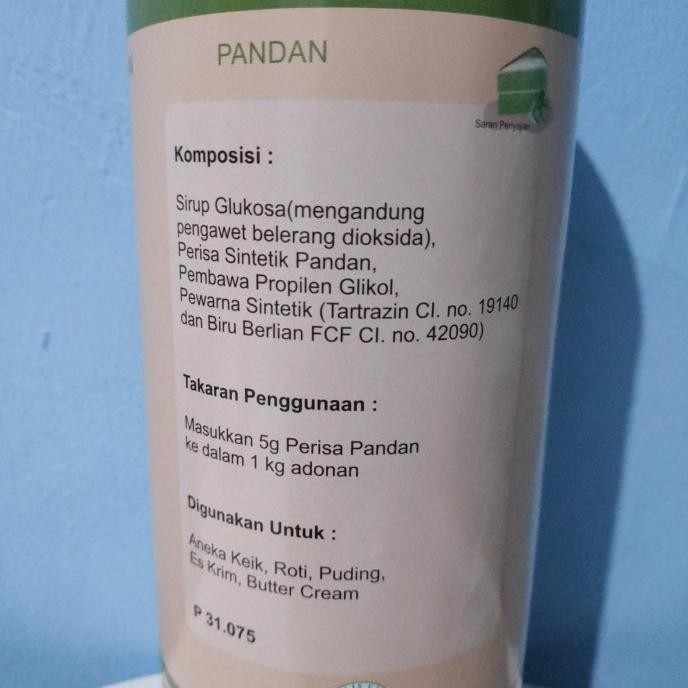 PANDAN
Saran Penyajian
Komposisi :
Sirup Glukosa(mengandung
pengawet belerang dioksida),
Perisa Sintetik Pandan,
Pembawa Propilen Glikol,
Pewarna Sintetik (Tartrazin CI. no. 19140
dan Biru Berlian FCF CI. no. 42090)
Takaran Penggunaan :
Masukkan 5g Perisa Pandan
ke dalam 1 kg adonan
Digunakan Untuk :
Aneka Keik, Roti, Puding,
Es Krim, Butter Cream
P 31.075